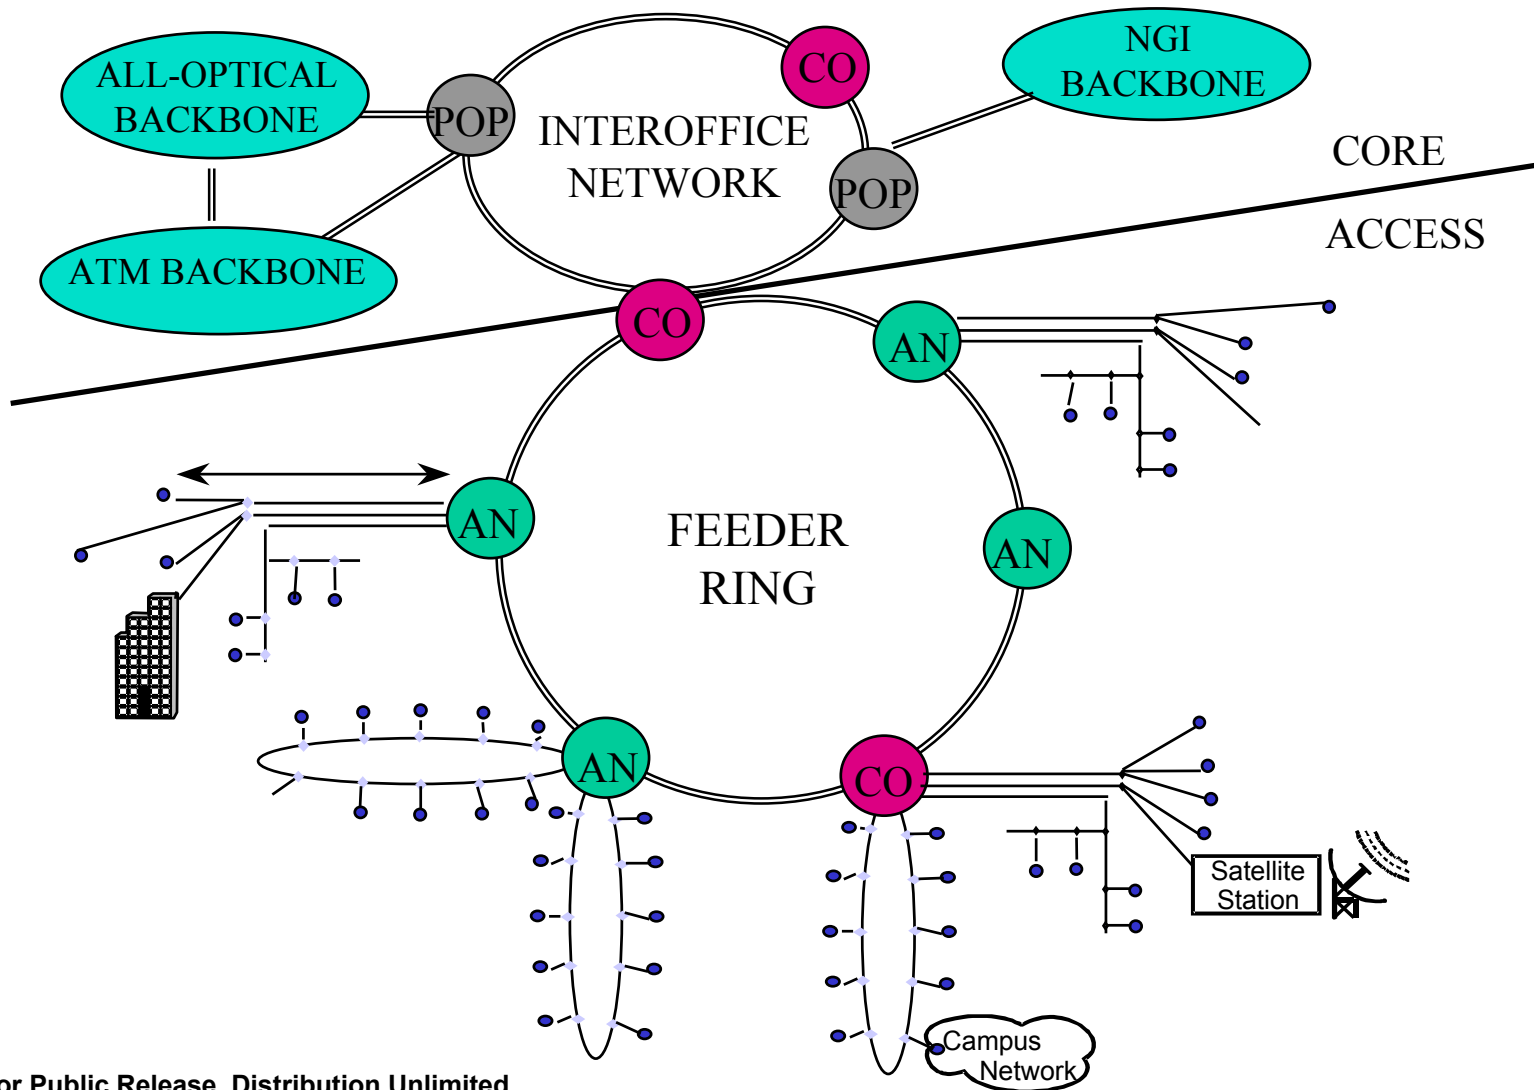 ALL-OPTICAL
BACKBONE
POP
INTEROFFICE
NETWORK
CO
POP
NGI
BACKBONE
CORE
ACCESS
ATM BACKBONE
CO
AN
AN
FEEDER
RING
AN
AN
CO
Satellite
Station
Campus
Network
or Public Release, Distribution Unlimited